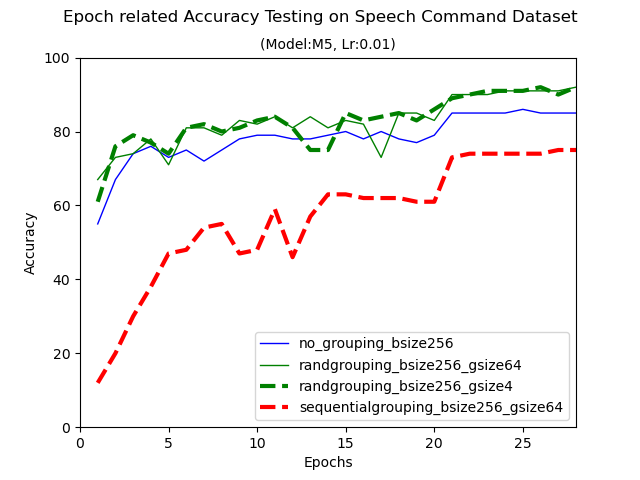 Epoch related Accuracy Testing on Speech Command Dataset
(Model:M5, Lr:0.01)
100
80
60
40
20
0
Accuracy
0 5 10 15 20 25
Epochs
no_grouping_bsize256
randgrouping_bsize256_gsize64
randgrouping_bsize256_gsize4
sequentialgrouping_bsize256_gsize64